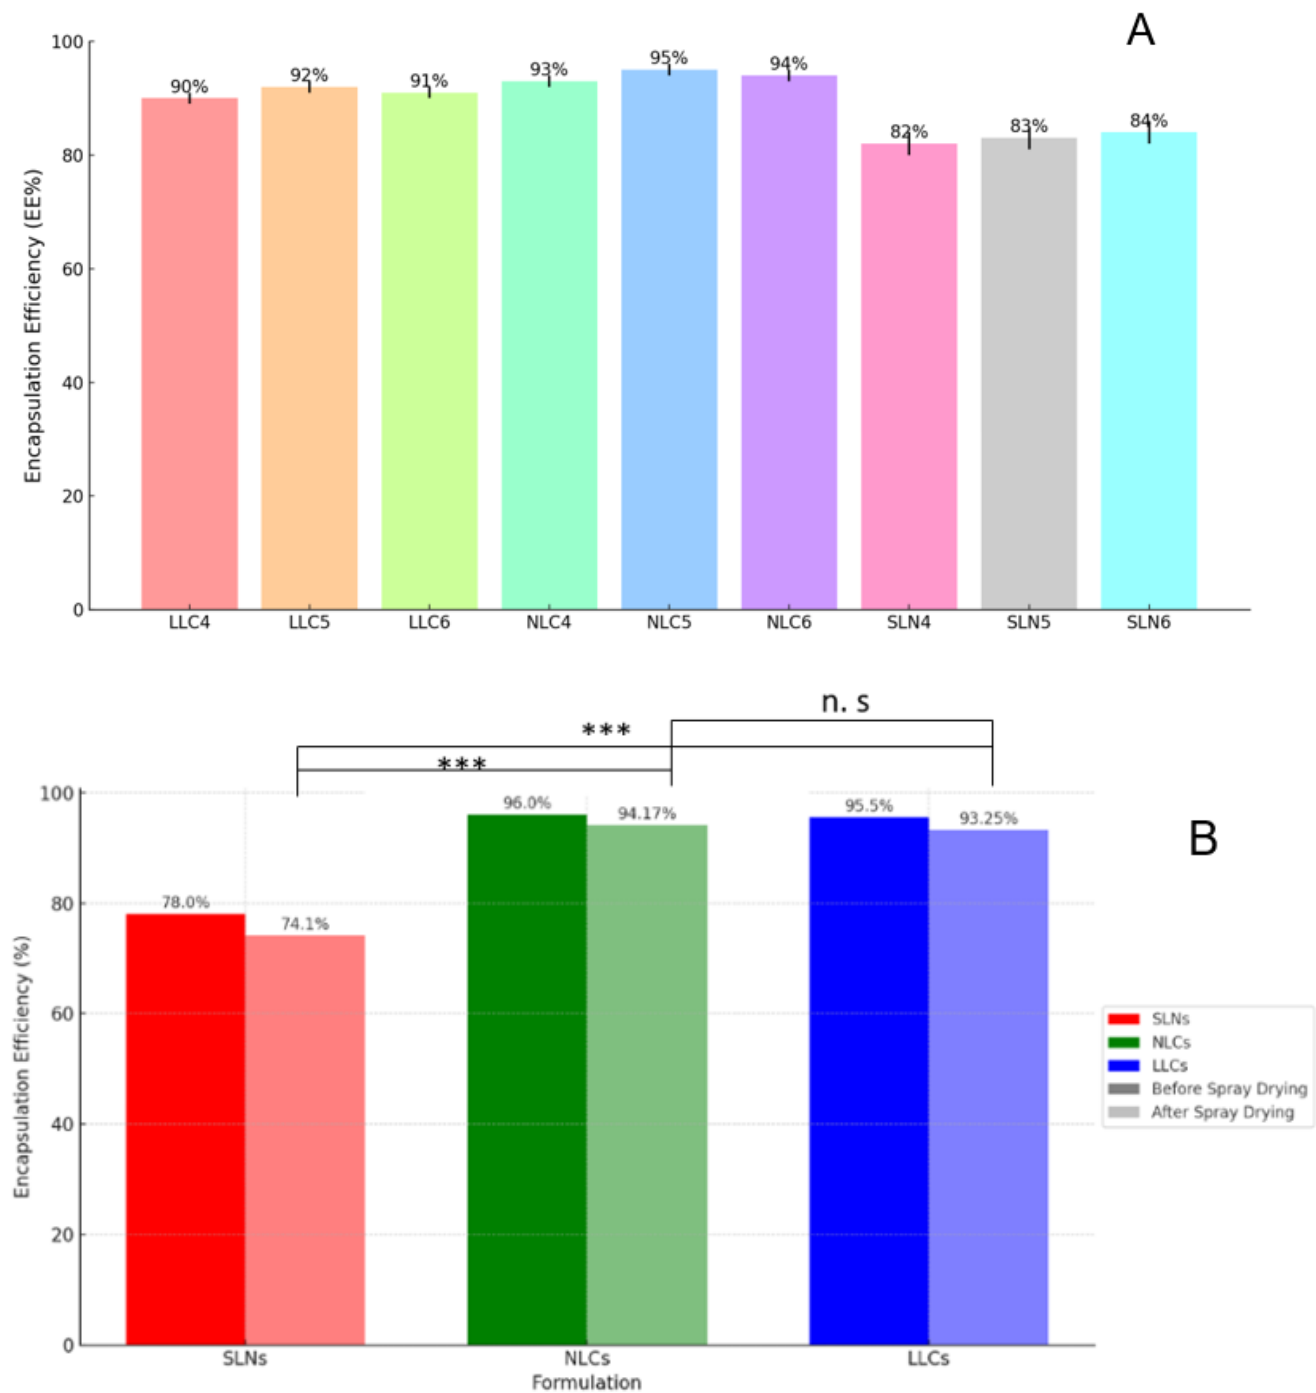 A
100
80
60
40
20
0
Encapsulation Efficiency (EE%)
90%
92%
91%
93%
95%
94%
82%
83%
84%
LLC4 LLC5 LLC6 NLC4 NLC5 NLC6 SLN4 SLN5 SLN6
n. s
***
***
B
100
80
60
40
20
0
Encapsulation Efficiency (%)
78.0%
74.1%
96.0%
94.17%
95.5%
93.25%
SLNs NLCs LLCs
Formulation
SLNs
NLCs
LLCs
Before Spray Drying
After Spray Drying